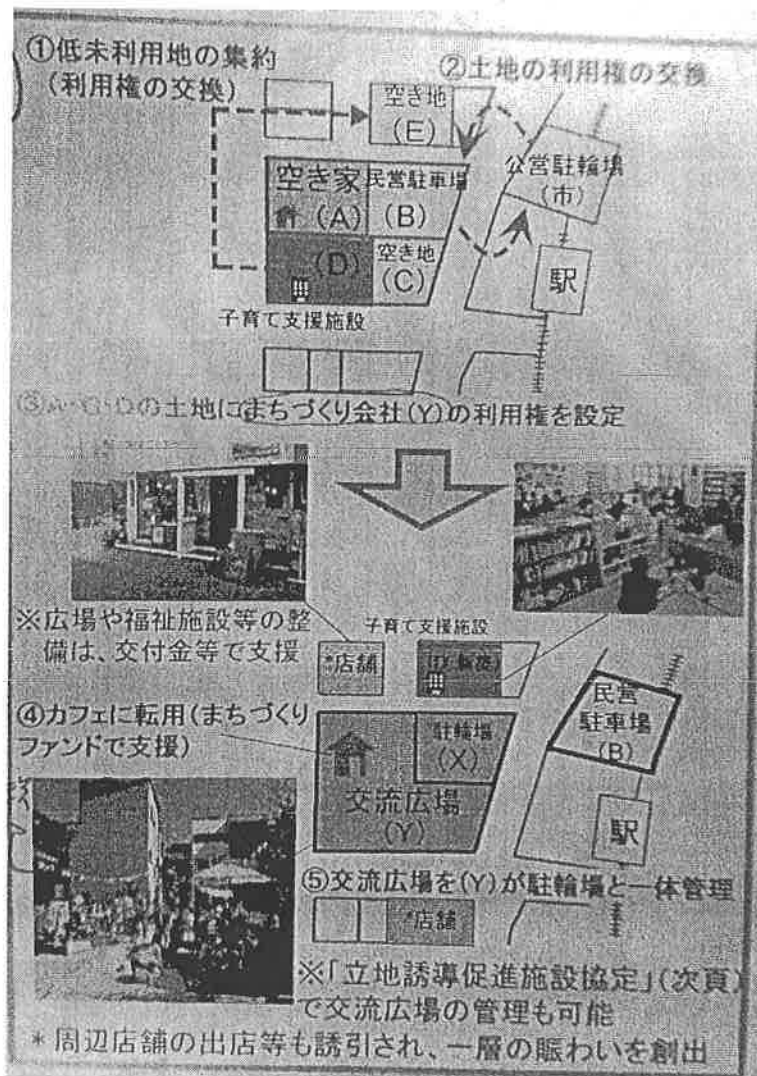 ①低未利用地の集約
(利用権の交換)
②土地の利用権の交換
空き地
(E)
公営駐輪場
(市)
空き家
(A)
民営駐車場
(B)
(D)
空き地
(C)
駅
子育て支援施設
の土地にまちづくり会社(Y)の利用権を設定
※広場や福祉施設等の整
備は、交付金等で支援
子育て支援施設
*店舗
民営
駐車場
(B)
④カフェに転用(まちづくり
ファンドで支援)
駐輪場
(X)
交流広場
(Y)
駅
⑤交流広場を(Y)が駐輪場と一体管理
*店舗
※「立地誘導促進施設協定」(次頁)
で交流広場の管理も可能
*周辺店舗の出店等も誘引され、一層の賑わいを創出